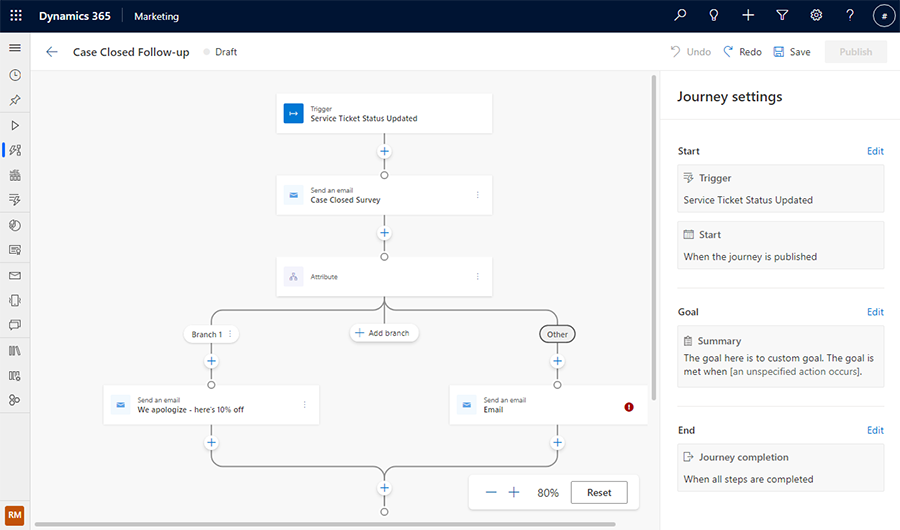 Dynamics 365 Marketing
#
Case Closed Follow-up Draft
Undo Redo Save Publish
Trigger
Service Ticket Status Updated
Send an email
Case Closed Survey
Attribute
Branch 1
Add branch
Other
Send an email
We apologize - here's 10% off
Send an email
Email
80% Reset
Journey settings
Start Edit
Trigger
Service Ticket Status Updated
Start
When the journey is published
Goal Edit
Summary
The goal here is to custom goal. The goal is
met when [an unspecified action occurs].
End Edit
Journey completion
When all steps are completed
RM